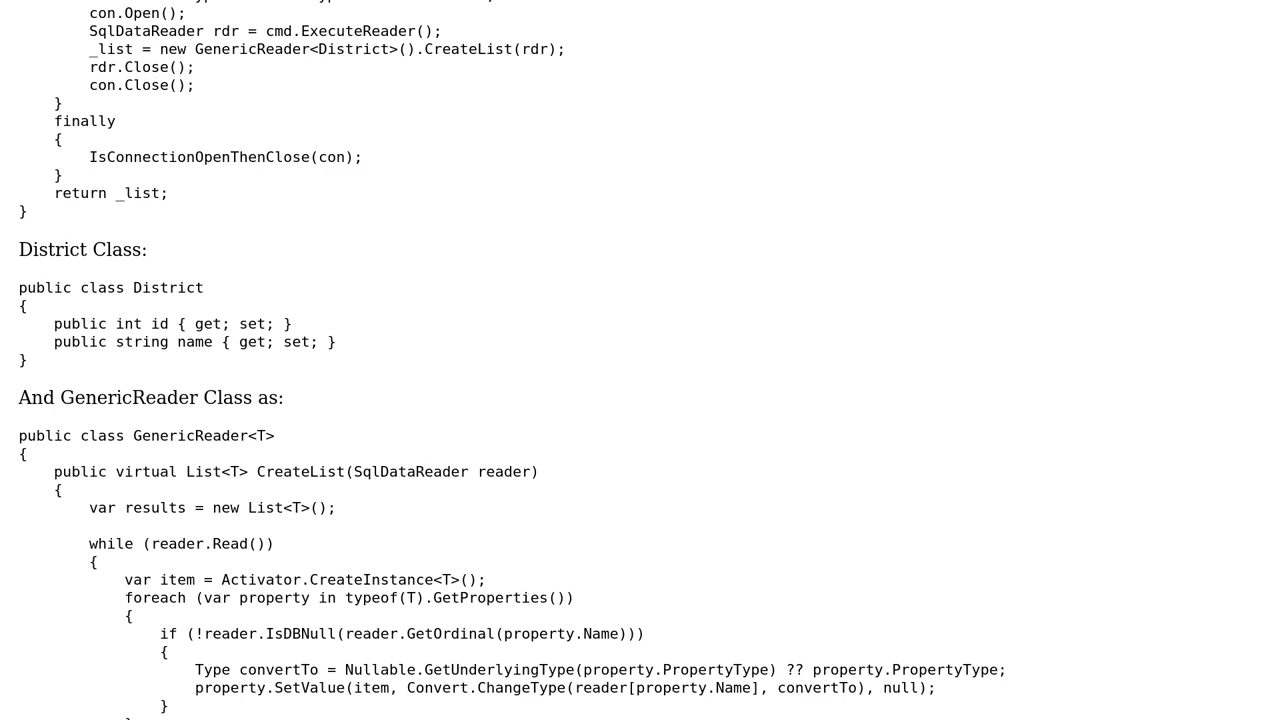 con.Open();
SqlDataReader rdr = cmd.ExecuteReader();
_list = new GenericReader<District>().CreateList(rdr);
rdr.Close();
con.Close();
}
finally
{
IsConnectionOpenThenClose(con);
}
return _list;
}
District Class:
public class District
{
public int id { get; set; }
public string name { get; set; }
}
And GenericReader Class as:
public class GenericReader<T>
{
public virtual List<T> CreateList(SqlDataReader reader)
{
var results = new List<T>();
while (reader.Read())
{
var item = Activator.CreateInstance<T>();
foreach (var property in typeof(T).GetProperties())
{
if (!reader.IsDBNull(reader.GetOrdinal(property.Name)))
{
Type convertTo = Nullable.GetUnderlyingType(property.PropertyType) ?? property.PropertyType;
property.SetValue(item, Convert.ChangeType(reader[property.Name], convertTo), null);
}